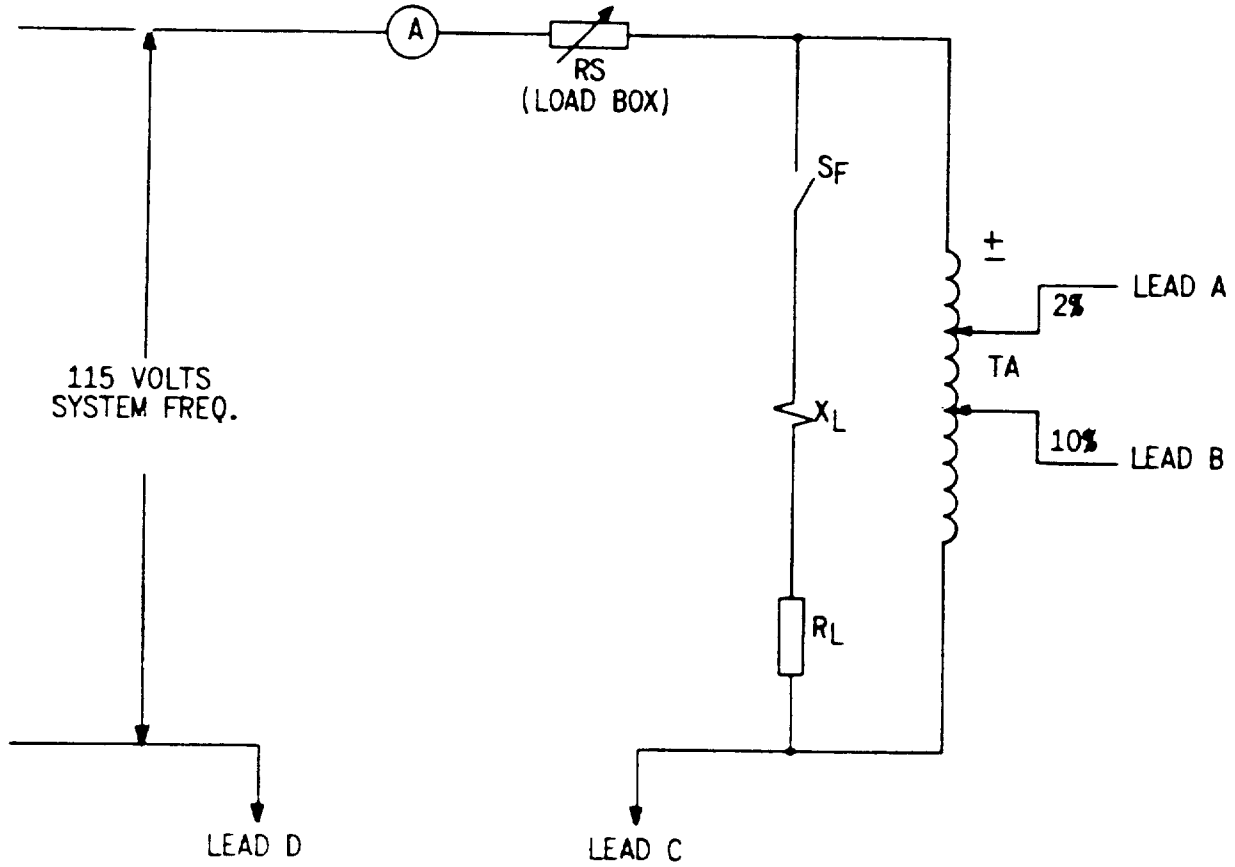 A
RS
(LOAD BOX)
SF
±
LEAD A
2%
TA
115 VOLTS
SYSTEM FREQ.
XL
10%
LEAD B
RL
LEAD D
LEAD C